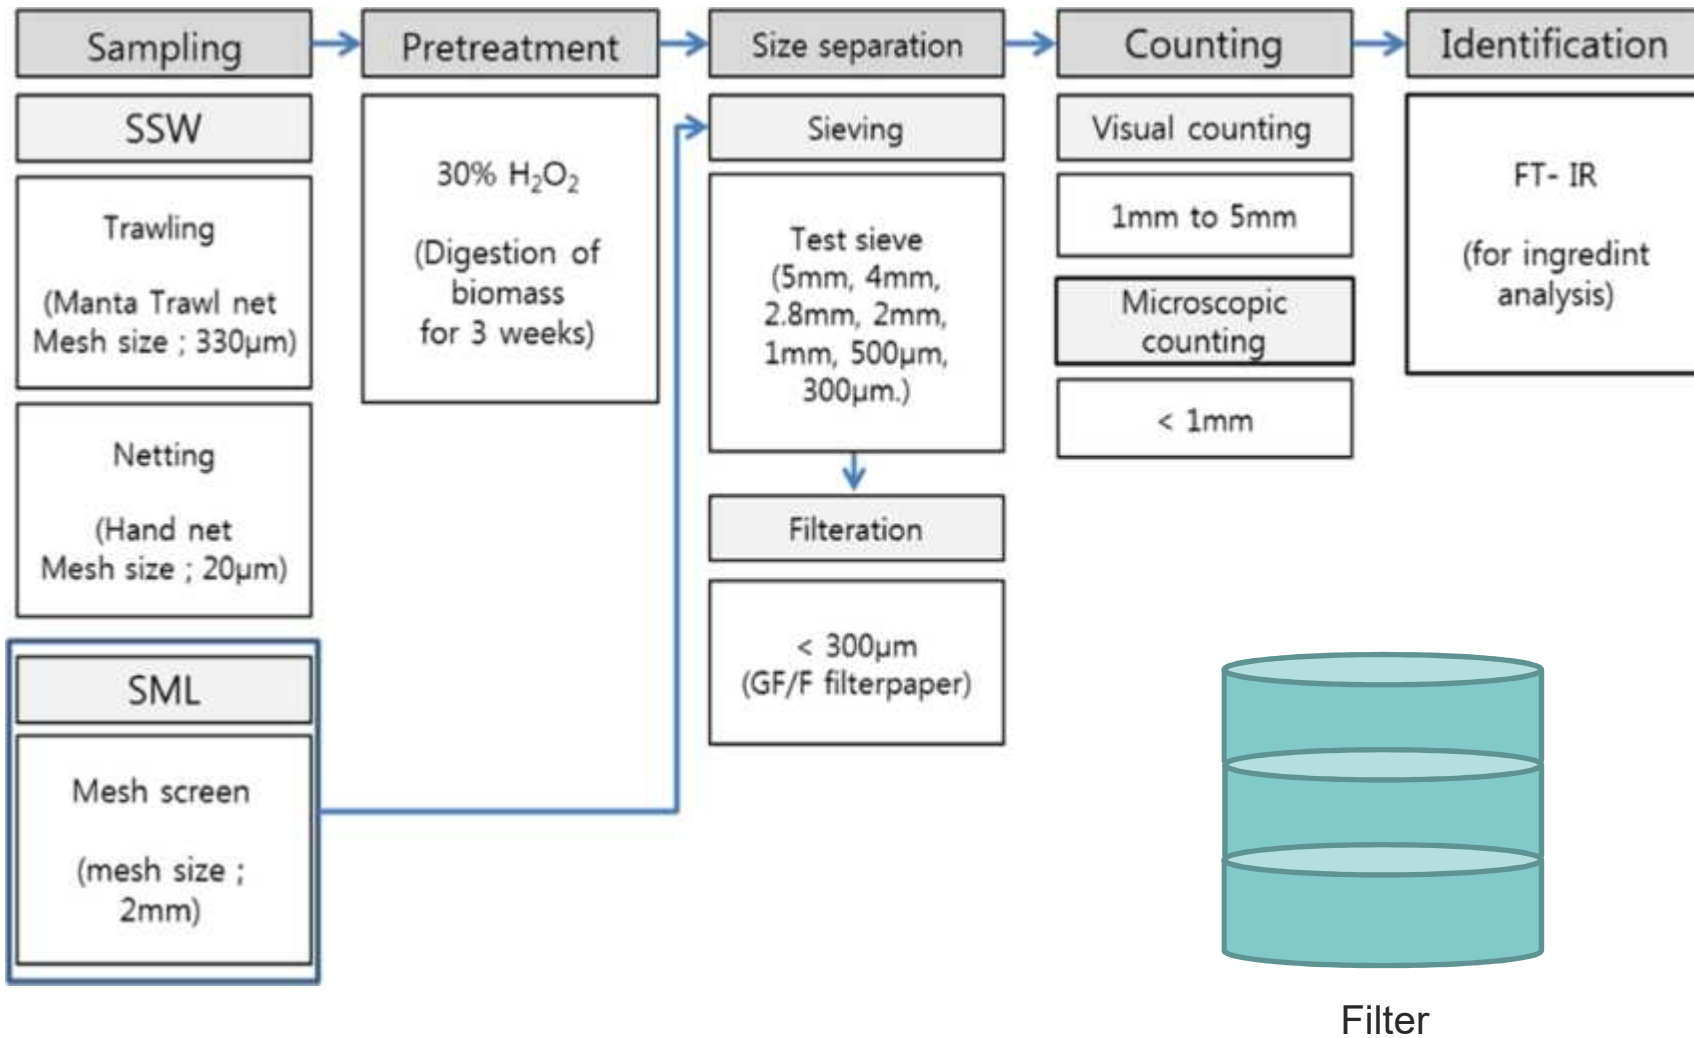 Sampling
SSW
Trawling
(Manta Trawl net
Mesh size ; 330μm)
Netting
(Hand net
Mesh size ; 20μm)
SML
Mesh screen
(mesh size ;
2mm)
Pretreatment
30% H₂O₂
(Digestion of
biomass
for 3 weeks)
Size separation
Sieving
Test sieve
(5mm, 4mm,
2.8mm, 2mm,
1mm, 500μm,
300μm.)
Filteration
< 300μm
(GF/F filterpaper)
Counting
Visual counting
1mm to 5mm
Microscopic
counting
< 1mm
Identification
FT- IR
(for ingredint
analysis)
Filter